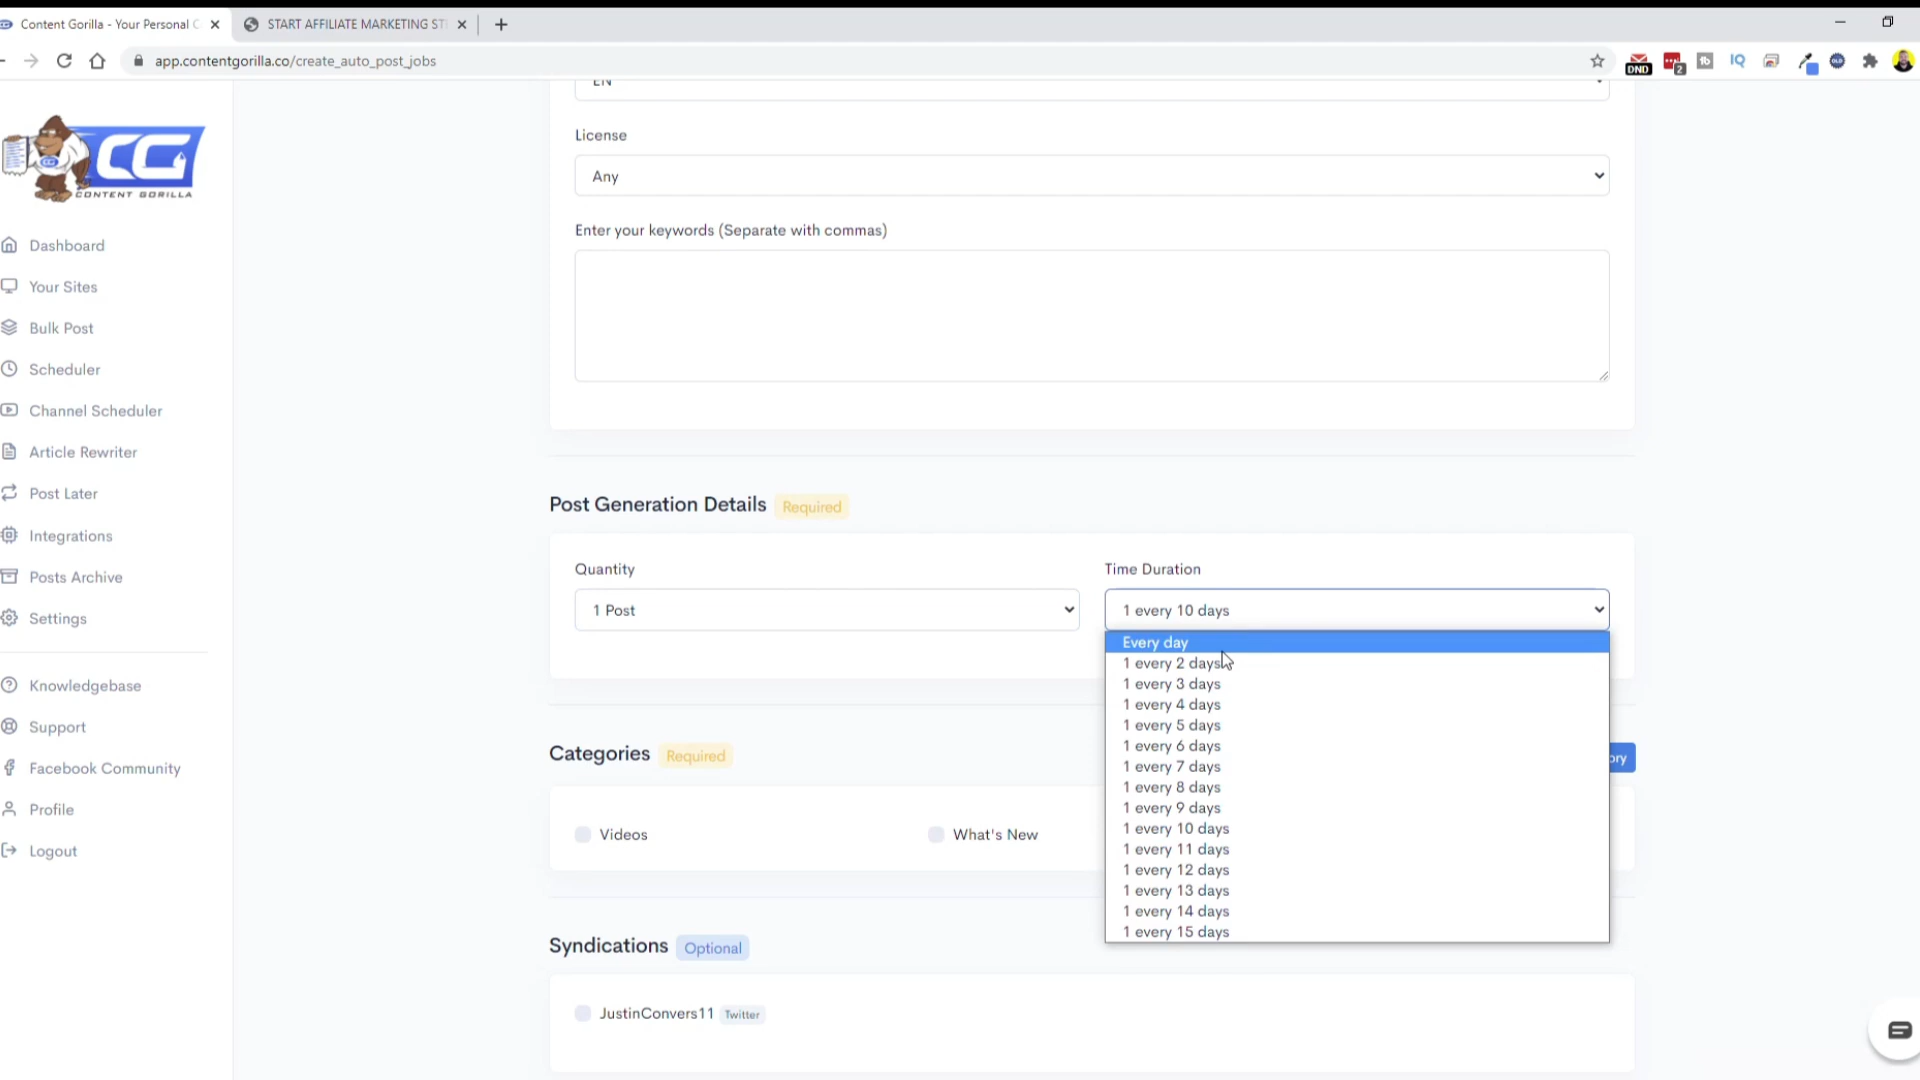 Content Gorilla - Your Personal C
START AFFILIATE MARKETING ST
app.contentgorilla.co/create_auto_post_jobs
DND
2
IQ
CG
CONTENT GORILLA
Dashboard
Your Sites
Bulk Post
Scheduler
Channel Scheduler
Article Rewriter
Post Later
Integrations
Posts Archive
Settings
Knowledgebase
Support
Facebook Community
Profile
Logout
EN
License
Any
Enter your keywords (Separate with commas)
Post Generation Details Required
Quantity
1 Post
Time Duration
1 every 10 days
Every day
1 every 2 days
1 every 3 days
1 every 4 days
1 every 5 days
1 every 6 days
1 every 7 days
1 every 8 days
1 every 9 days
1 every 10 days
1 every 11 days
1 every 12 days
1 every 13 days
1 every 14 days
1 every 15 days
Categories Required
ory
Videos
What's New
Syndications Optional
JustinConvers11 Twitter